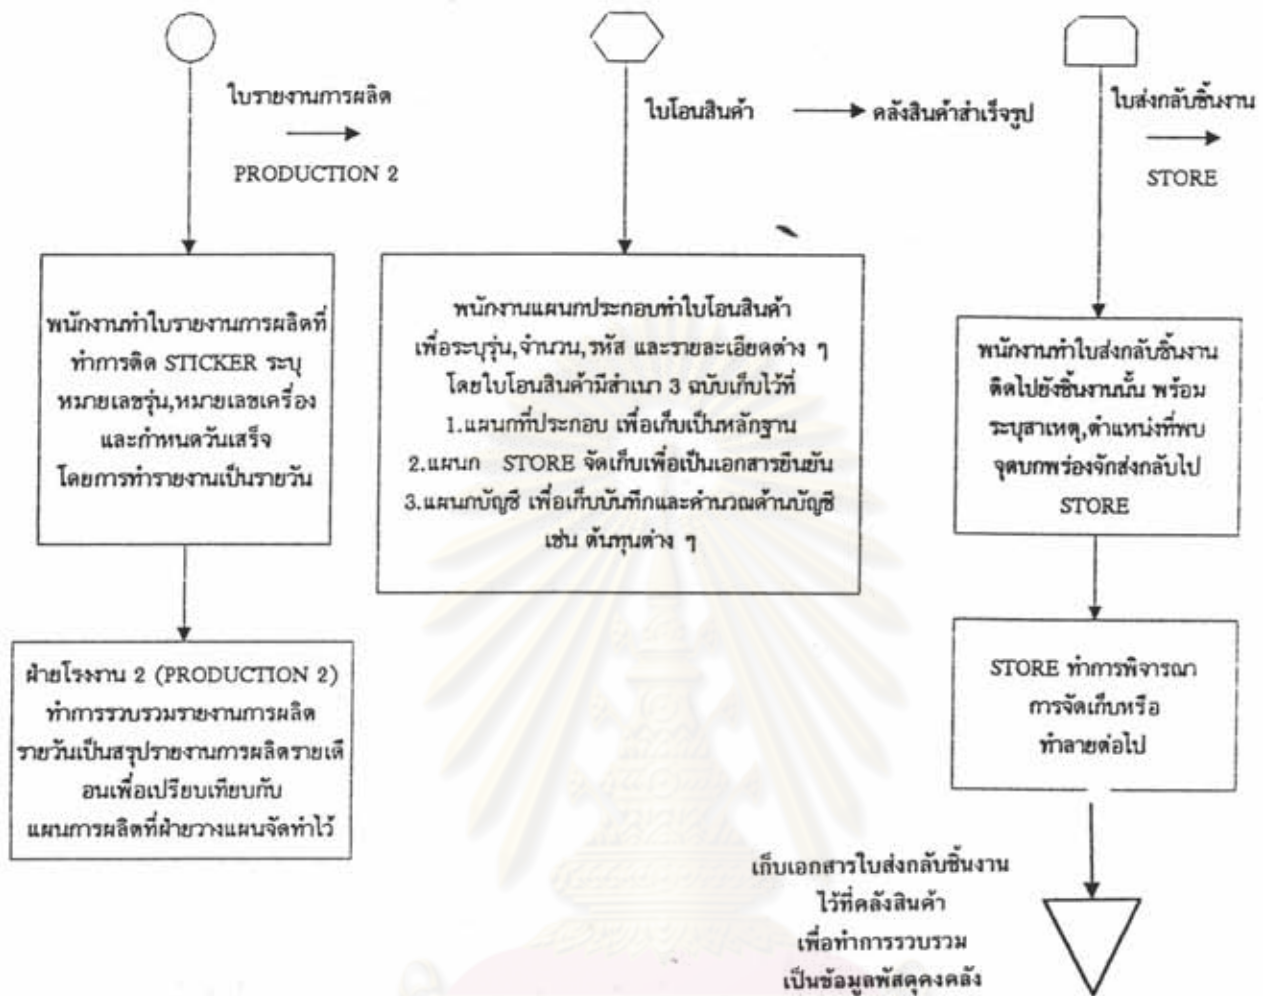 ใบรายงานการผลิต
PRODUCTION 2
พนักงานทำใบรายงานการผลิตที่
ทำการติด STICKER ระบุ
หมายเลขรุ่น,หมายเลขเครื่อง
และกำหนดวันเสร็จ
โดยการทำรายงานเป็นรายวัน
ฝ่ายโรงงาน 2 (PRODUCTION 2)
ทำการรวบรวมรายงานการผลิต
รายวันเป็นสรุปรายงานการผลิตรายเดื
อนเพื่อเปรียบเทียบกับ
แผนการผลิตที่ฝ่ายวางแผนจัดทำไว้
ใบโอนสินค้า
คลังสินค้าสำเร็จรูป
พนักงานแผนกประกอบทำใบโอนสินค้า
เพื่อระบุรุ่น,จำนวน,รหัส และรายละเอียดต่าง ๆ
โดยใบโอนสินค้ามีสำเนา 3 ฉบับเก็บไว้ที่
1.แผนกที่ประกอบ เพื่อเก็บเป็นหลักฐาน
2.แผนก STORE จัดเก็บเพื่อเป็นเอกสารยืนยัน
3.แผนกบัญชี เพื่อเก็บบันทึกและคำนวณด้านบัญชี
เช่น ต้นทุนต่าง ๆ
ใบส่งกลับชิ้นงาน
STORE
พนักงานทำใบส่งกลับชิ้นงาน
ติดไปยังชิ้นงานนั้น พร้อม
ระบุสาเหตุ,ตำแหน่งที่พบ
จุดบกพร่องจักส่งกลับไป
STORE
STORE ทำการพิจารณา
การจัดเก็บหรือ
ทำลายต่อไป
เก็บเอกสารใบส่งกลับชิ้นงาน
ไว้ที่คลังสินค้า
เพื่อทำการรวบรวม
เป็นข้อมูลพัสดุคงคลัง